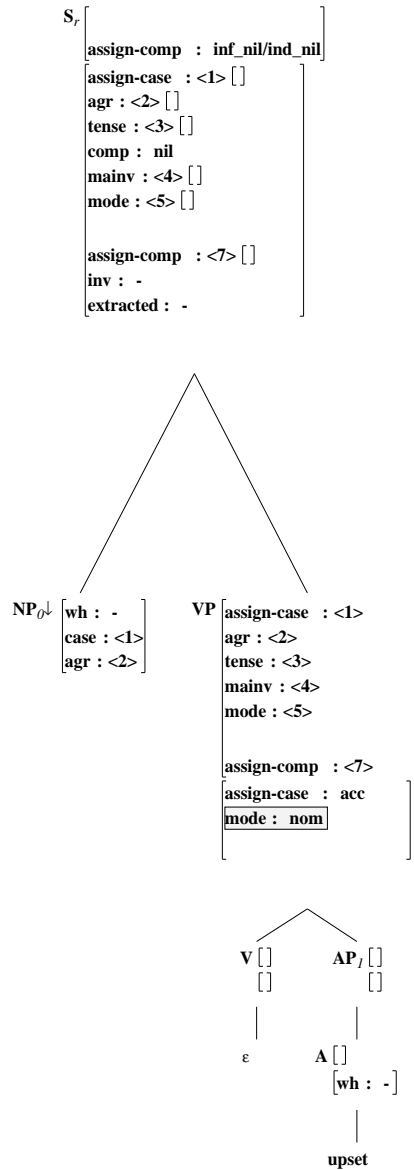 S_r [ ]
assign-comp : inf_nil/ind_nil
assign-case : <1> [ ]
agr : <2> [ ]
tense : <3> [ ]
comp : nil
mainv : <4> [ ]
mode : <5> [ ]
assign-comp : <7> [ ]
inv : -
extracted : -
NP_0↓ [wh : -
case : <1>
agr : <2>]
VP [assign-case : <1>
agr : <2>
tense : <3>
mainv : <4>
mode : <5>
assign-comp : <7>]
[assign-case : acc
mode : nom]
V [ ] AP_1 [ ]
[ ] [ ]
ε A [ ]
[wh : -]
upset